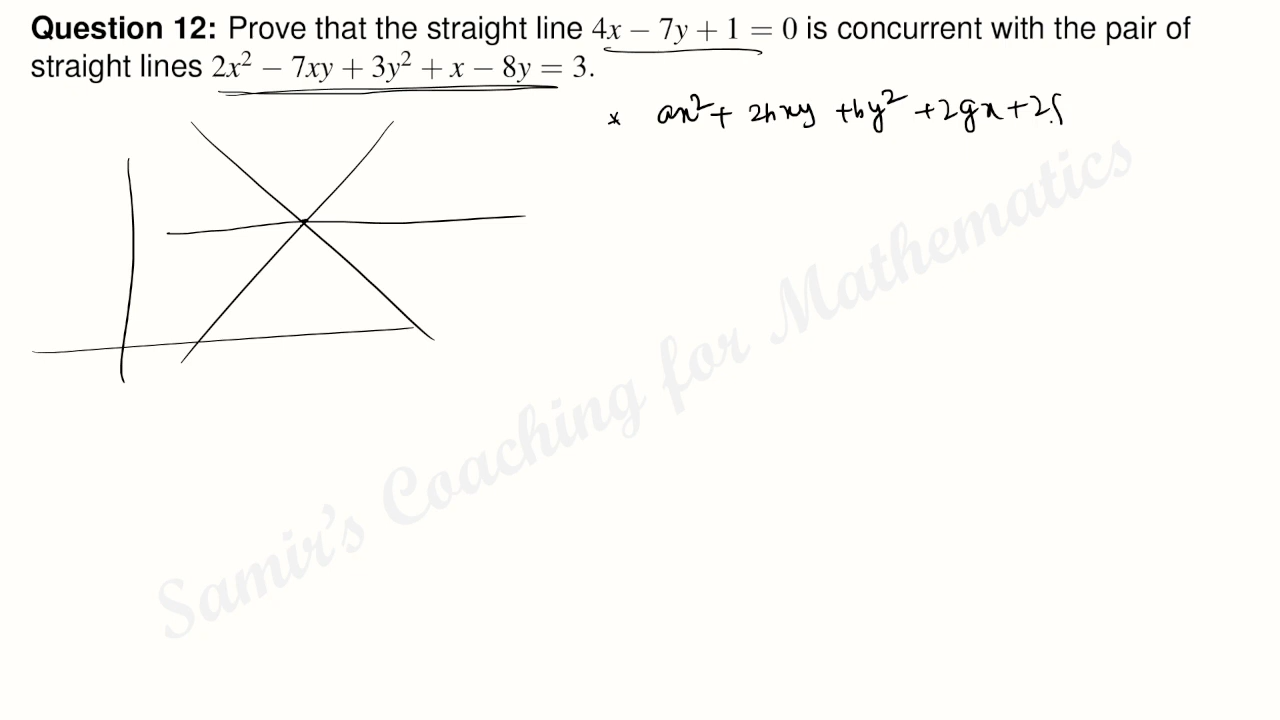 Question 12: Prove that the straight line 4x − 7y + 1 = 0 is concurrent with the pair of
straight lines 2x² − 7xy + 3y² + x − 8y = 3.
* ax² + 2hxy + by² + 2gx + 2f
Samir's Coaching for Mathematics